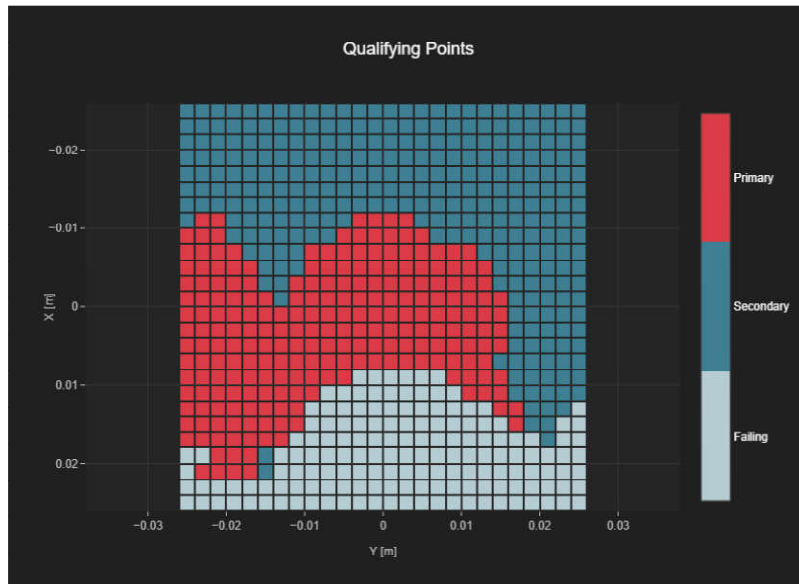 Qualifying Points
−0.02
−0.01
0
0.01
0.02
X [m]
−0.03
−0.02
−0.01
0
0.01
0.02
0.03
Y [m]
Primary
Secondary
Failing